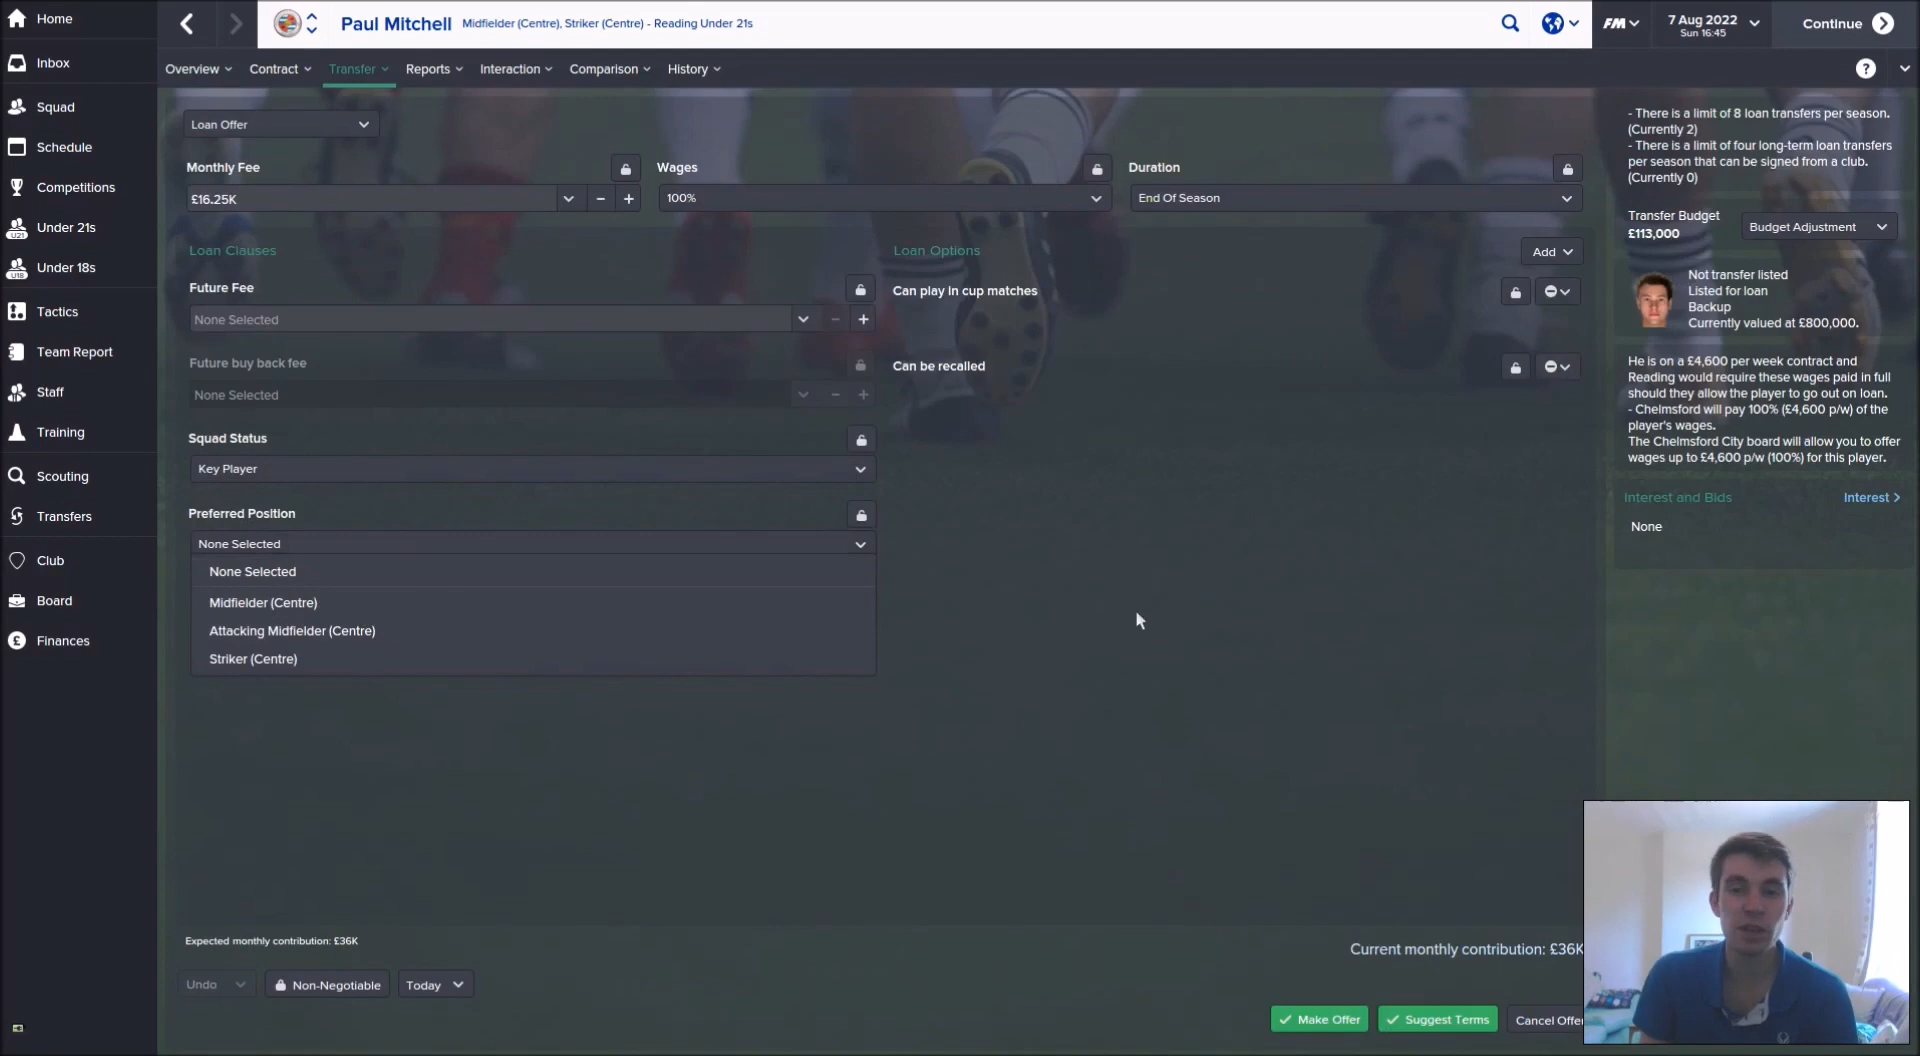 Home
Paul Mitchell
Midfielder (Centre), Striker (Centre) - Reading Under 21s
FM
7 Aug 2022
Sun 16:45
Continue
Inbox
Squad
Schedule
Competitions
Under 21s
Under 18s
Tactics
Team Report
Staff
Training
Scouting
Transfers
Club
Board
Finances
Overview
Contract
Transfer
Reports
Interaction
Comparison
History
?
Loan Offer
Monthly Fee
£16.25K
Wages
100%
Duration
End Of Season
Loan Clauses
Future Fee
None Selected
Future buy back fee
None Selected
Squad Status
Key Player
Preferred Position
None Selected
None Selected
Midfielder (Centre)
Attacking Midfielder (Centre)
Striker (Centre)
Loan Options
Add
Can play in cup matches
Can be recalled
- There is a limit of 8 loan transfers per season.
(Currently 2)
- There is a limit of four long-term loan transfers
per season that can be signed from a club.
(Currently 0)
Transfer Budget
£113,000
Budget Adjustment
Not transfer listed
Listed for loan
Backup
Currently valued at £800,000.
He is on a £4,600 per week contract and
Reading would require these wages paid in full
should they allow the player to go out on loan.
- Chelmsford will pay 100% (£4,600 p/w) of the
player's wages.
The Chelmsford City board will allow you to offer
wages up to £4,600 p/w (100%) for this player.
Interest and Bids
Interest >
None
Expected monthly contribution: £36K
Current monthly contribution: £36K
Undo
Non-Negotiable
Today
Make Offer
Suggest Terms
Cancel Offer